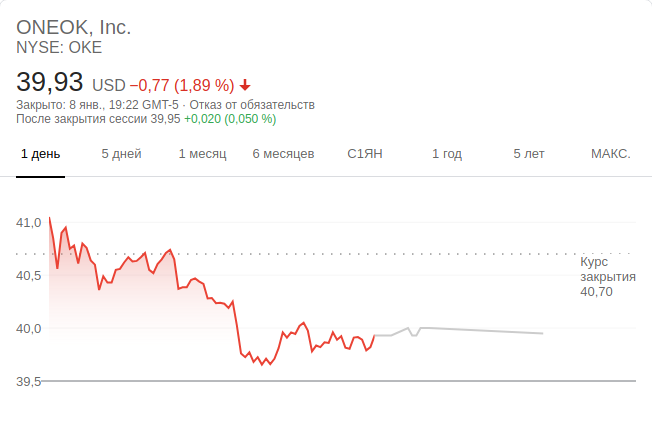 ONEOK, Inc.
NYSE: OKE
39,93 USD −0,77 (1,89 %)
Закрыто: 8 янв., 19:22 GMT-5 · Отказ от обязательств
После закрытия сессии 39,95 +0,020 (0,050 %)
1 день 5 дней 1 месяц 6 месяцев С1ЯН 1 год 5 лет МАКС.
41,0
Курс
закрытия
40,70
40,5
40,0
39,5